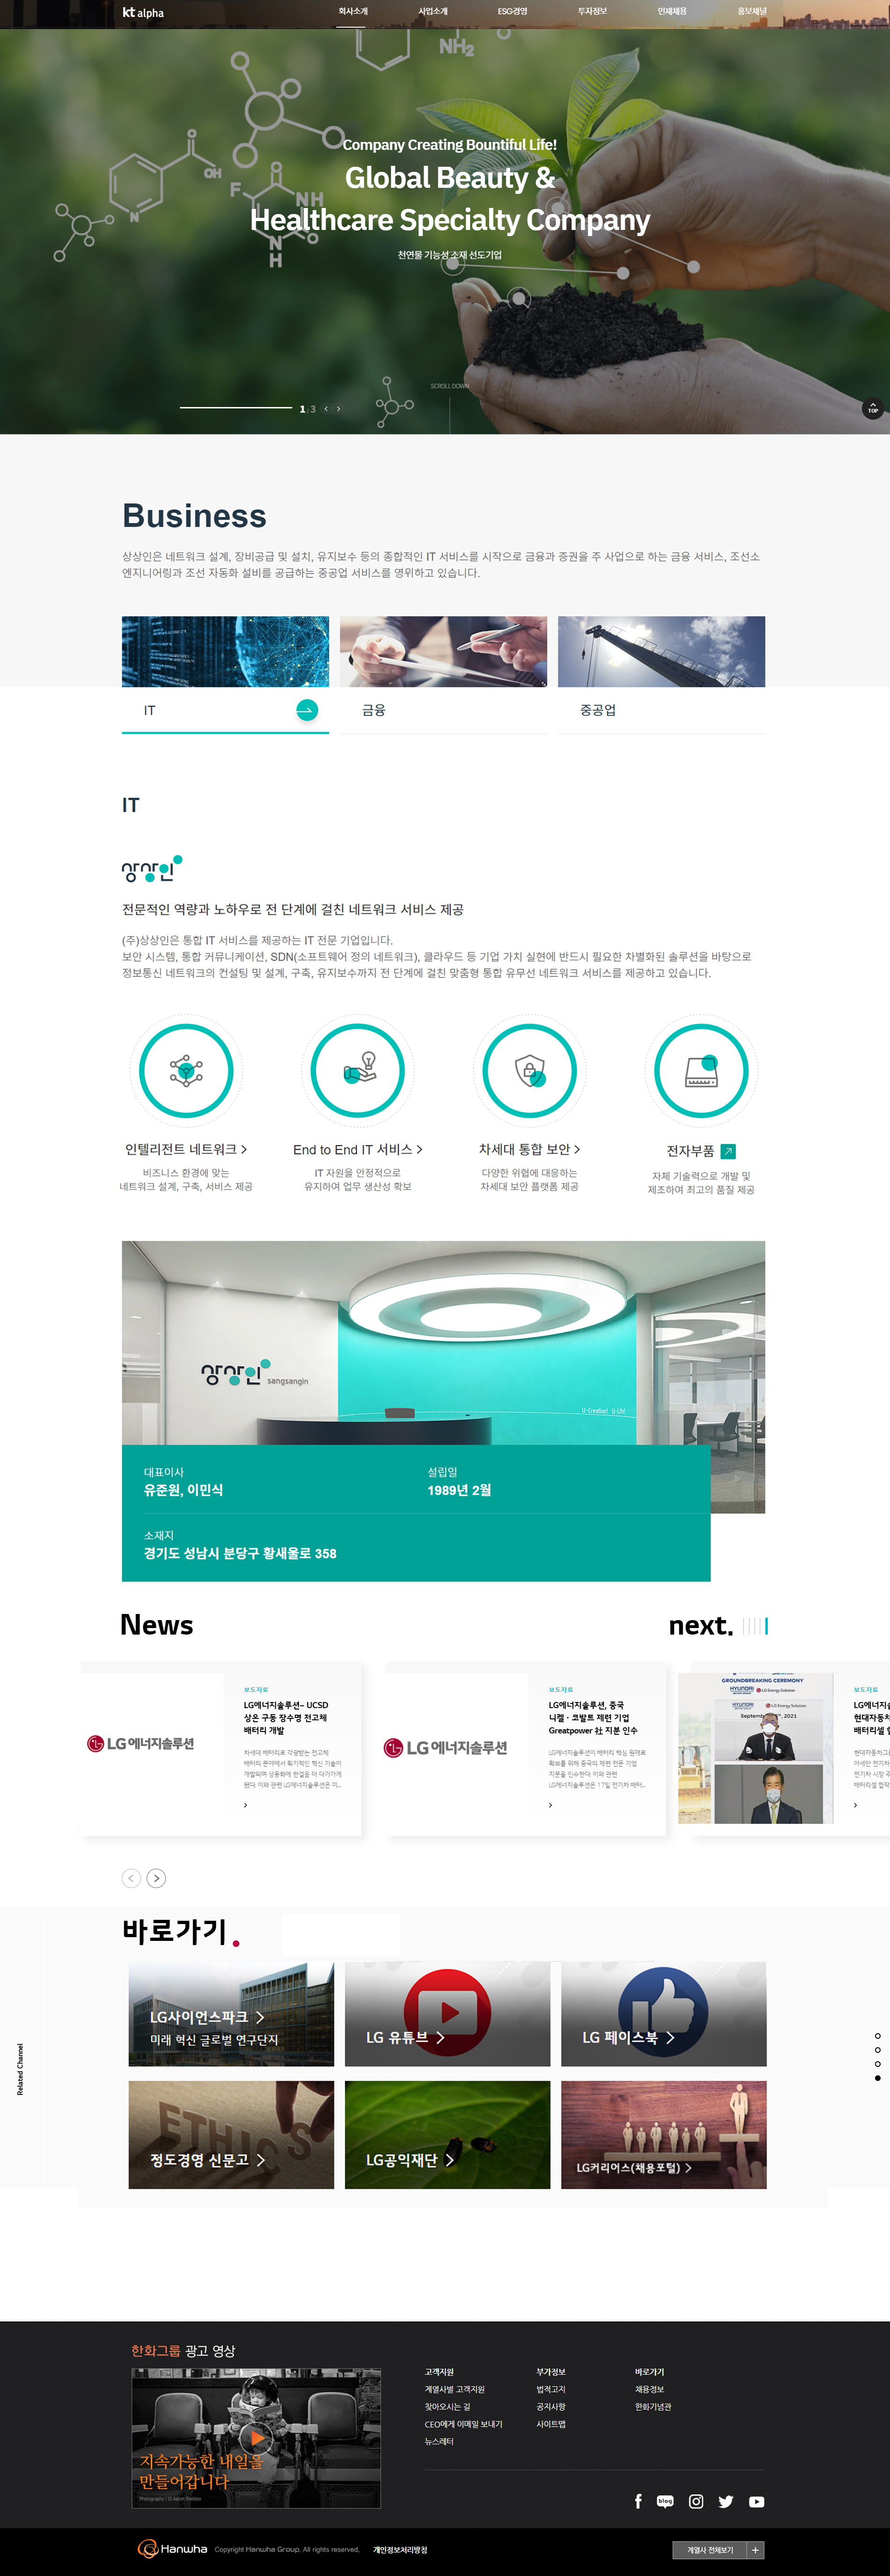 kt alpha
회사소개 사업소개 ESG경영 투자정보 인재채용 홍보채널
NH₂
OH
F
NH
N
N
H
Company Creating Bountiful Life!
Global Beauty &
Healthcare Specialty Company
천연물 기능성 소재 선도기업
SCROLL DOWN
1 / 3
TOP
Business
상상인은 네트워크 설계, 장비공급 및 설치, 유지보수 등의 종합적인 IT 서비스를 시작으로 금융과 증권을 주 사업으로 하는 금융 서비스, 조선소
엔지니어링과 조선 자동화 설비를 공급하는 중공업 서비스를 영위하고 있습니다.
IT 금융 중공업
IT
상상인
전문적인 역량과 노하우로 전 단계에 걸친 네트워크 서비스 제공
(주)상상인은 통합 IT 서비스를 제공하는 IT 전문 기업입니다.
보안 시스템, 통합 커뮤니케이션, SDN(소프트웨어 정의 네트워크), 클라우드 등 기업 가치 실현에 반드시 필요한 차별화된 솔루션을 바탕으로
정보통신 네트워크의 컨설팅 및 설계, 구축, 유지보수까지 전 단계에 걸친 맞춤형 통합 유무선 네트워크 서비스를 제공하고 있습니다.
인텔리전트 네트워크 >
비즈니스 환경에 맞는
네트워크 설계, 구축, 서비스 제공
End to End IT 서비스 >
IT 자원을 안정적으로
유지하여 업무 생산성 확보
차세대 통합 보안 >
다양한 위협에 대응하는
차세대 보안 플랫폼 제공
전자부품
자체 기술력으로 개발 및
제조하여 최고의 품질 제공
상상인 sangsangin
U-Creative! U-Life!
대표이사
유준원, 이민식
설립일
1989년 2월
소재지
경기도 성남시 분당구 황새울로 358
News
next.
LG에너지솔루션
보도자료
LG에너지솔루션– UCSD
상온 구동 장수명 전고체
배터리 개발
차세대 배터리로 각광받는 전고체
배터리 분야에서 획기적인 혁신 기술이
개발되며 상용화에 한걸음 더 다가가게
됐다. 이와 관련 LG에너지솔루션은 미...
LG에너지솔루션
보도자료
LG에너지솔루션, 중국
니켈 · 코발트 제련 기업
Greatpower 社 지분 인수
LG에너지솔루션이 배터리 핵심 원재료
확보를 위해 중국의 제련 전문 기업
지분을 인수한다. 이와 관련
LG에너지솔루션은 17일 전기차 배터...
GROUNDBREAKING CEREMONY
HYUNDAI LG Energy Solution
HYUNDAI LG Energy Solution
2021
보도자료
LG에너지
현대자동차
배터리셀 합
현대자동차그
아세안 전기차
전기차 시장 주
배터리셀 합작
바로가기.
Related Channel
LG사이언스파크 >
미래 혁신 글로벌 연구단지
LG 유튜브 >
LG 페이스북 >
ETHICS
정도경영 신문고 >
LG공익재단 >
LG커리어스(채용포털) >
한화그룹 광고 영상
지속가능한 내일을
만들어갑니다
고객지원
계열사별 고객지원
찾아오시는 길
CEO에게 이메일 보내기
뉴스레터
부가정보
법적고지
공지사항
사이트맵
바로가기
채용정보
한화기념관
blog
Hanwha Copyright Hanwha Group. All rights reserved. 개인정보처리방침
계열사 전체보기 +